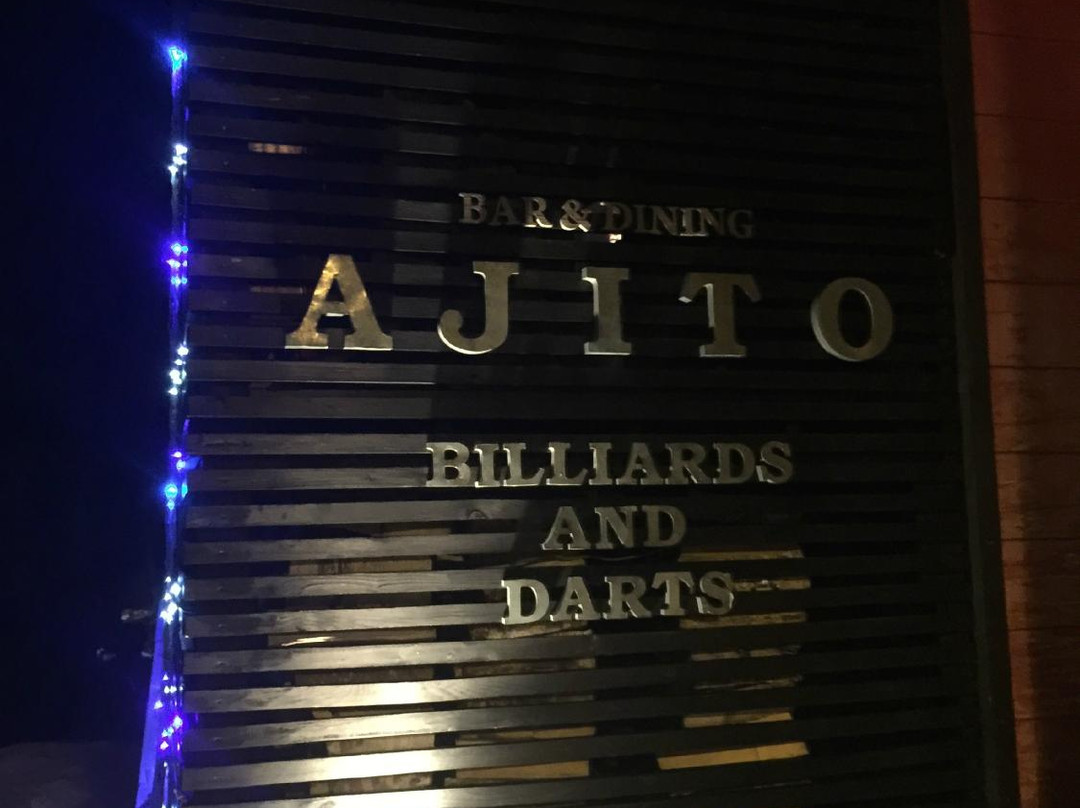 BAR & DINING
AJITO
BILLIARDS
AND
DARTS